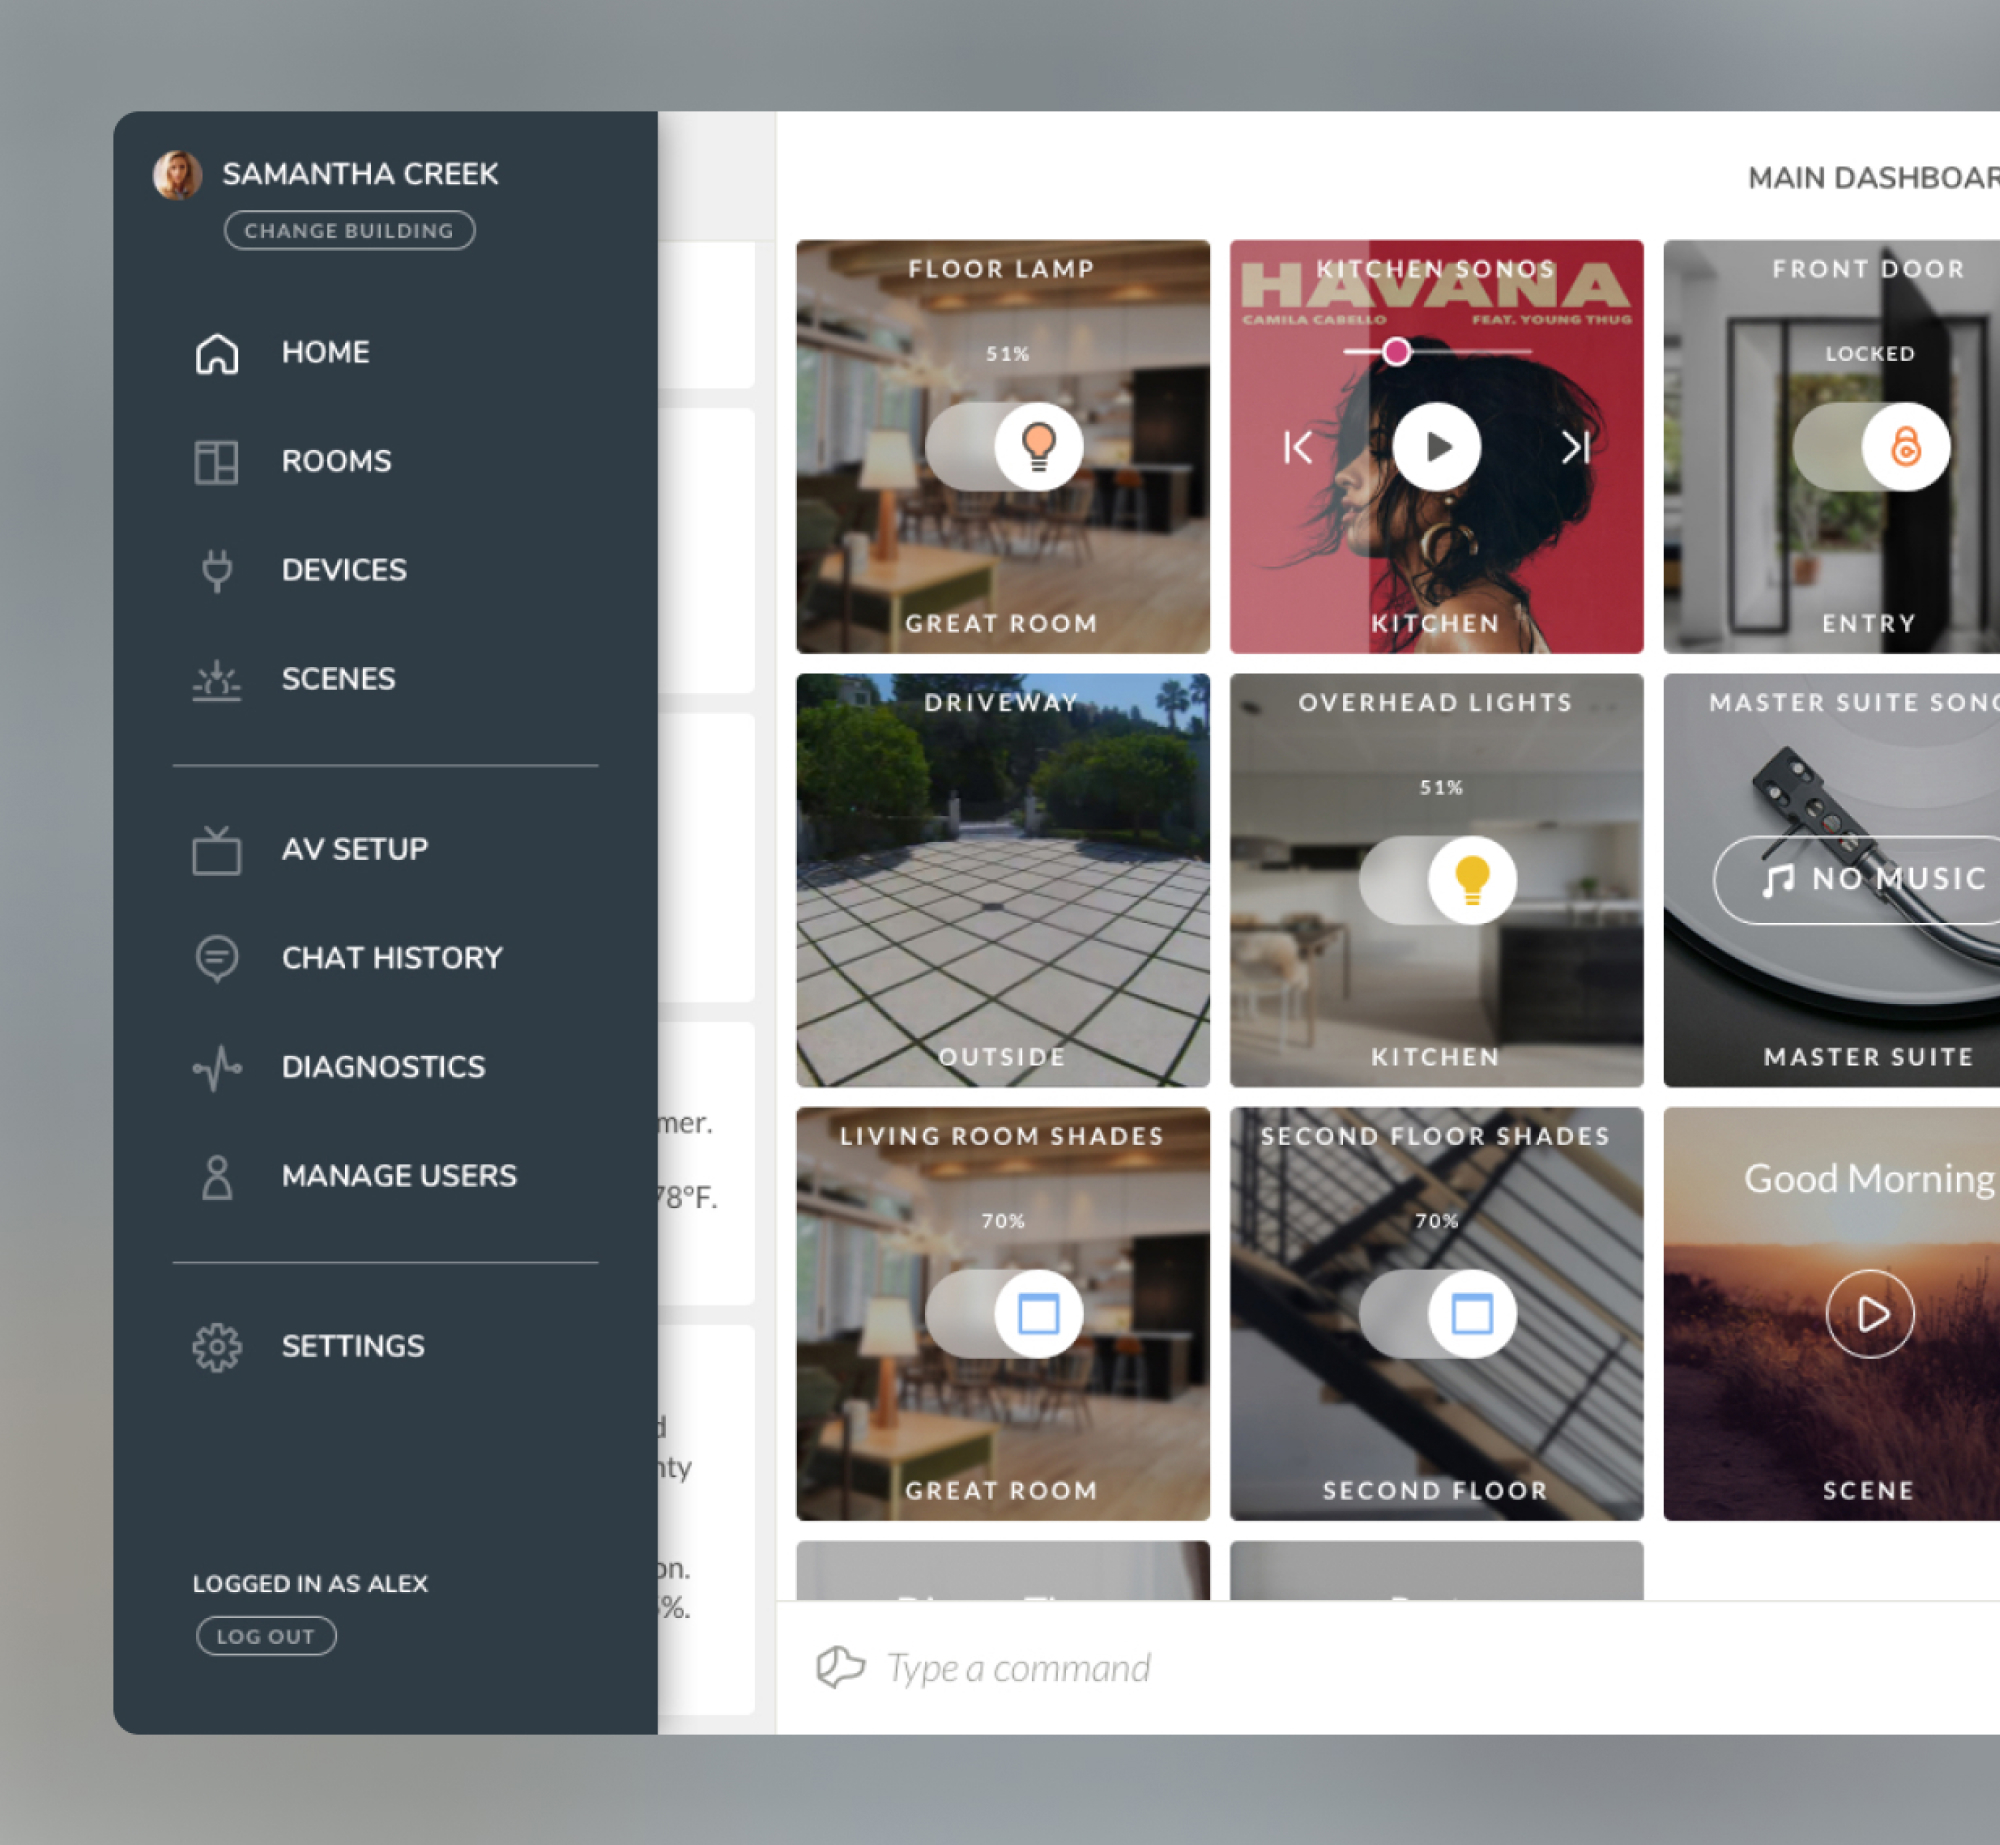 SAMANTHA CREEK
CHANGE BUILDING
HOME
ROOMS
DEVICES
SCENES
AV SETUP
CHAT HISTORY
DIAGNOSTICS
MANAGE USERS
SETTINGS
LOGGED IN AS ALEX
LOG OUT
mer.
78°F.
on.
%.
MAIN DASHBOAR
FLOOR LAMP
51%
GREAT ROOM
KITCHEN SONOS
HAVANA
CAMILA CABELLO FEAT. YOUNG THUG
KITCHEN
FRONT DOOR
LOCKED
ENTRY
DRIVEWAY
OUTSIDE
OVERHEAD LIGHTS
51%
KITCHEN
MASTER SUITE SONO
NO MUSIC
MASTER SUITE
LIVING ROOM SHADES
70%
GREAT ROOM
SECOND FLOOR SHADES
70%
SECOND FLOOR
Good Morning
SCENE
Type a command